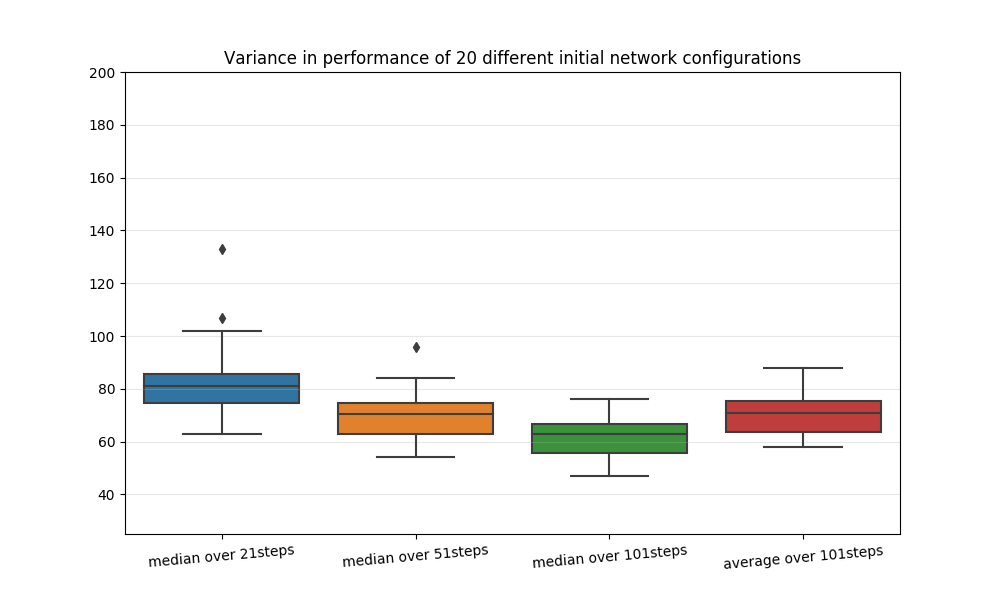 Variance in performance of 20 different initial network configurations
200
180
160
140
120
100
80
60
40
median over 21steps
median over 51steps
median over 101steps
average over 101steps